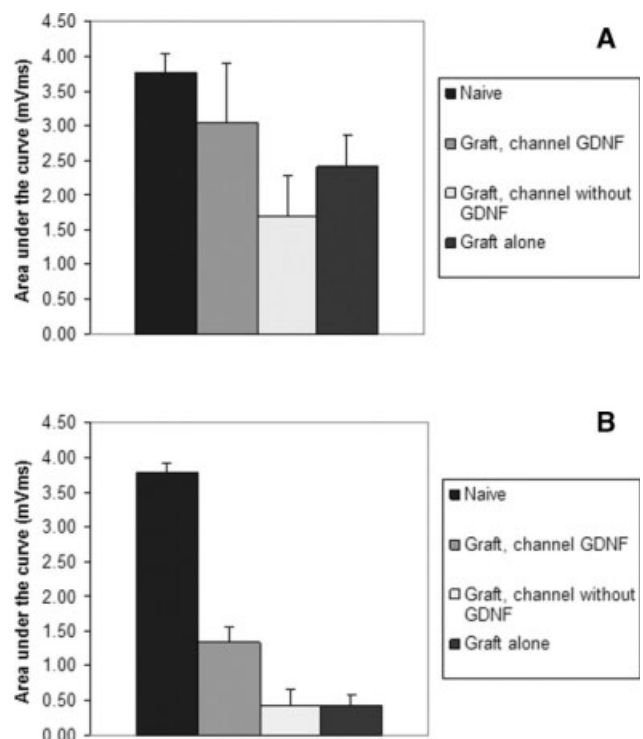 A
4.50
4.00
3.50
3.00
2.50
2.00
1.50
1.00
0.50
0.00
Area under the curve (mVms)
Naive
Graft, channel GDNF
Graft, channel without
GDNF
Graft alone
B
4.50
4.00
3.50
3.00
2.50
2.00
1.50
1.00
0.50
0.00
Area under the curve (mVms)
Naive
Graft, channel GDNF
Graft, channel without
GDNF
Graft alone